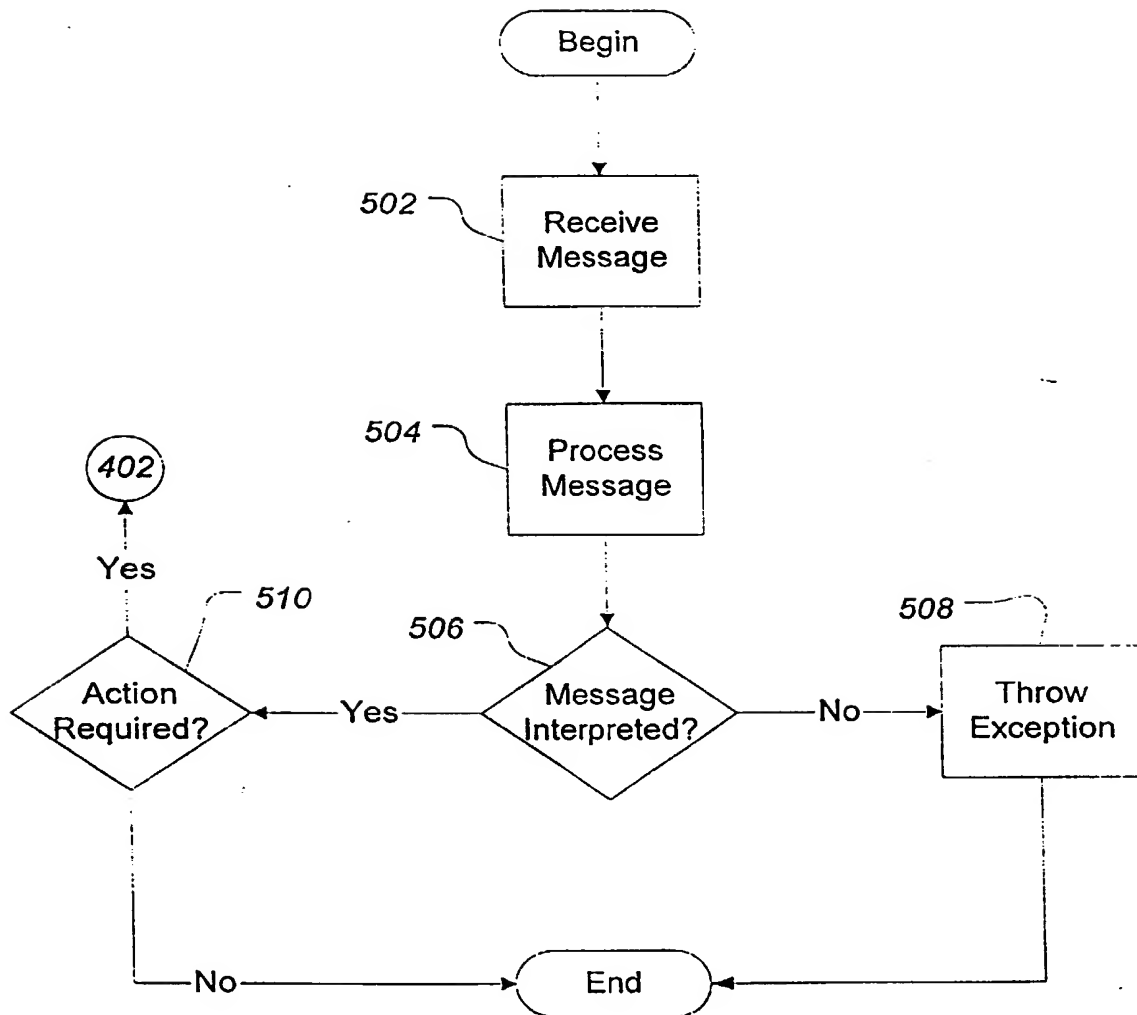 Begin
502
Receive
Message
504
Process
Message
402
Yes
510
506
508
Action
Required?
Yes
Message
Interpreted?
No
Throw
Exception
No
End